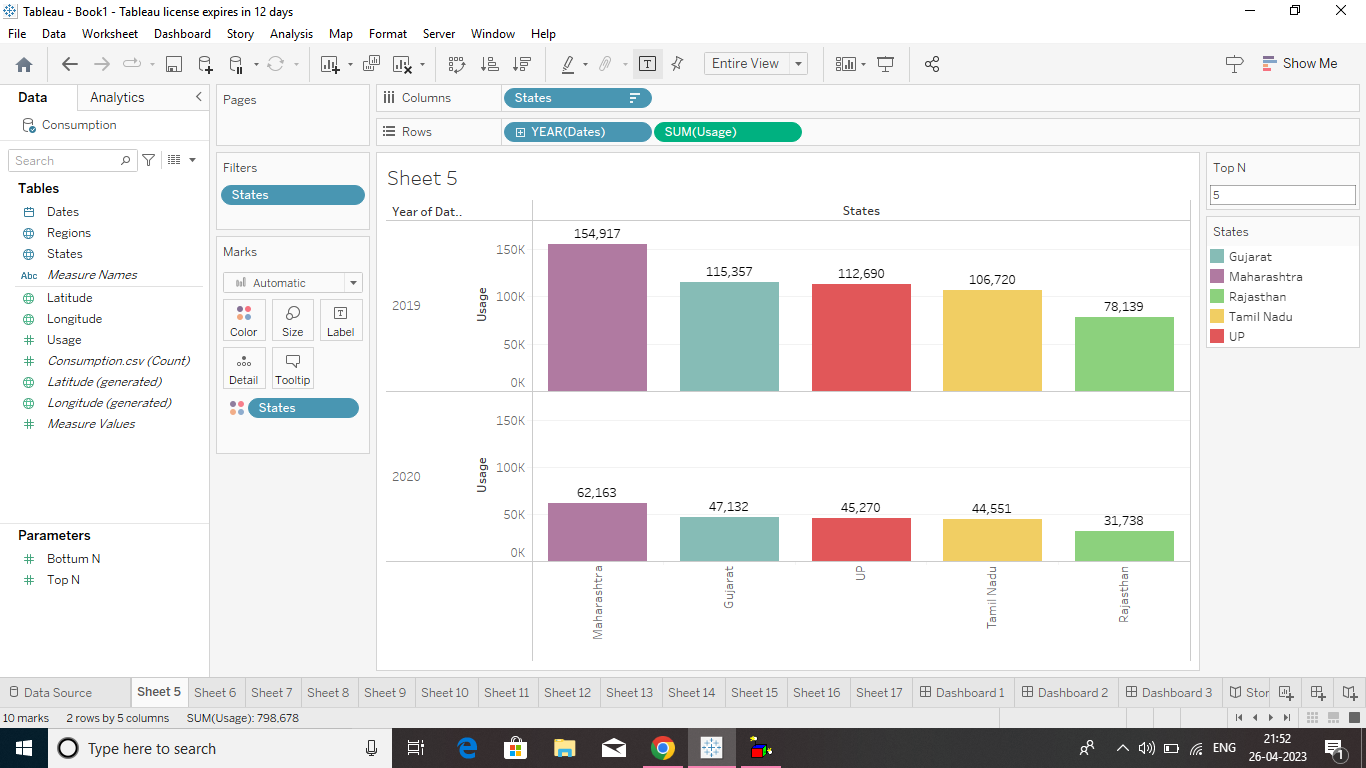 Tableau - Book1 - Tableau license expires in 12 days
File Data Worksheet Dashboard Story Analysis Map Format Server Window Help
Entire View
Show Me
Data Analytics
Consumption
Search
Tables
Dates
Regions
States
Abc Measure Names
Latitude
Longitude
Usage
Consumption.csv (Count)
Latitude (generated)
Longitude (generated)
Measure Values
Parameters
Bottum N
Top N
Pages
Filters
States
Marks
Automatic
Color Size Label
Detail Tooltip
States
Columns States
Rows YEAR(Dates) SUM(Usage)
Sheet 5
Year of Dat..
States
2019
Usage
150K
100K
50K
0K
154,917
115,357
112,690
106,720
78,139
2020
Usage
150K
100K
50K
0K
62,163
47,132
45,270
44,551
31,738
Maharashtra
Gujarat
UP
Tamil Nadu
Rajasthan
Top N
5
States
Gujarat
Maharashtra
Rajasthan
Tamil Nadu
UP
Data Source Sheet 5 Sheet 6 Sheet 7 Sheet 8 Sheet 9 Sheet 10 Sheet 11 Sheet 12 Sheet 13 Sheet 14 Sheet 15 Sheet 16 Sheet 17 Dashboard 1 Dashboard 2 Dashboard 3 Stor
10 marks 2 rows by 5 columns SUM(Usage): 798,678
Type here to search
ENG
21:52
26-04-2023
1